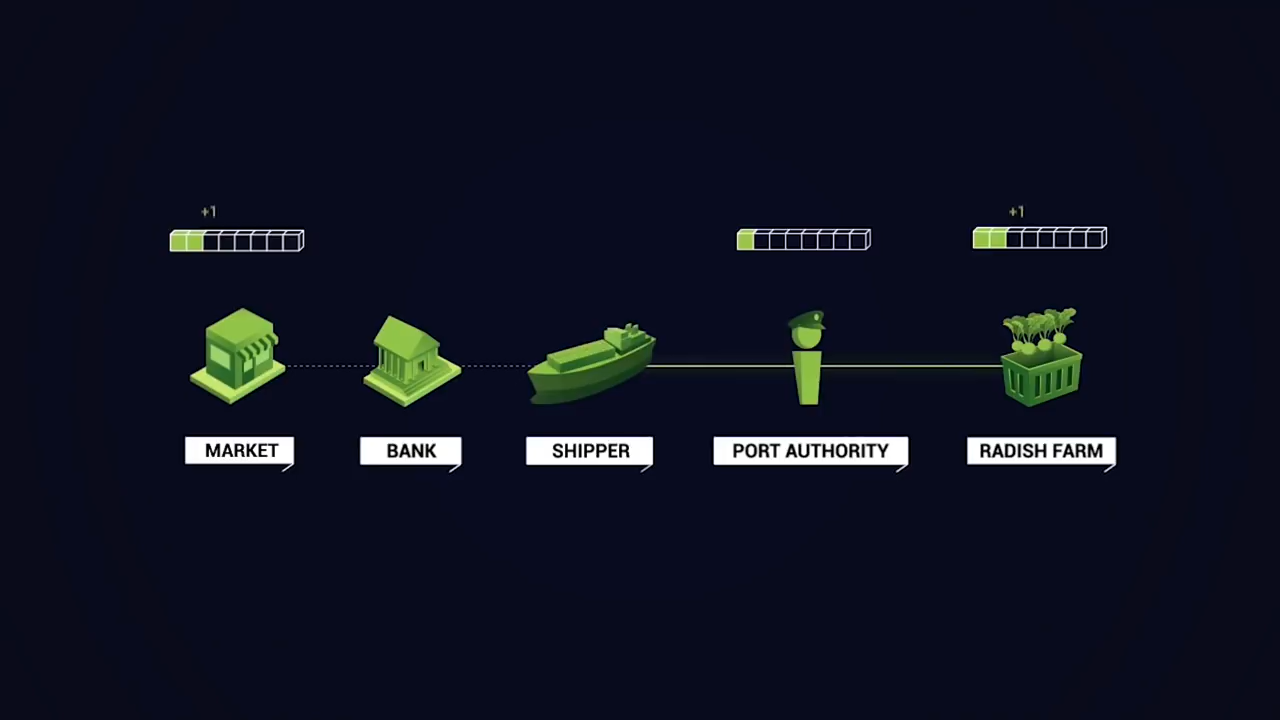 +1
+1
MARKET
BANK
SHIPPER
PORT AUTHORITY
RADISH FARM